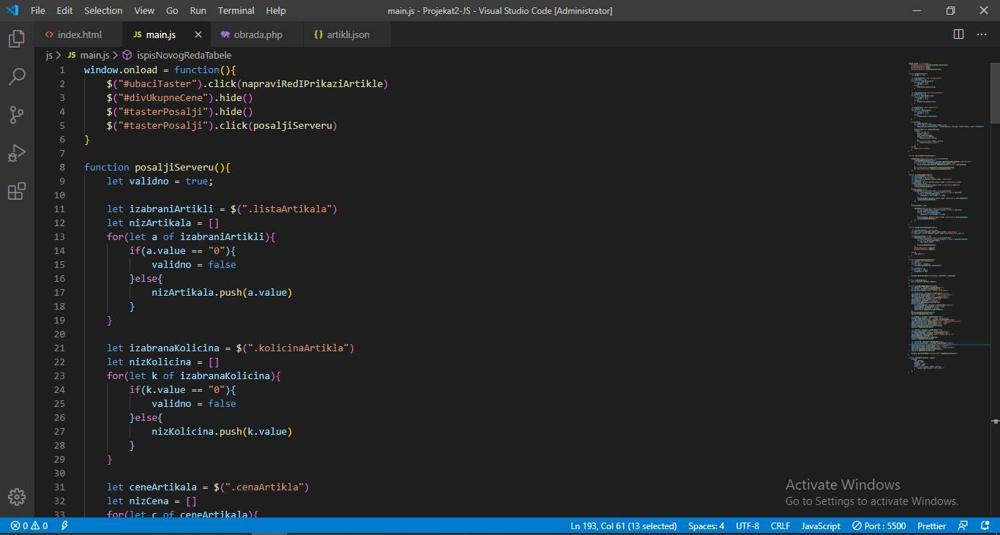 File Edit Selection View Go Run Terminal Help main.js - Projekat2-JS - Visual Studio Code [Administrator]
index.html JS main.js obrada.php {} artikli.json
js > JS main.js > ispisNovogRedaTabele
1 window.onload = function(){
2 $("#ubaciTaster").click(napraviRedIPrikaziArtikle)
3 $("#divUkupneCene").hide()
4 $("#tasterPosalji").hide()
5 $("#tasterPosalji").click(posaljiServeru)
6 }
7
8 function posaljiServeru(){
9 let validno = true;
10
11 let izabraniArtikli = $(".listaArtikala")
12 let nizArtikala = []
13 for(let a of izabraniArtikli){
14 if(a.value == "0"){
15 validno = false
16 }else{
17 nizArtikala.push(a.value)
18 }
19 }
20
21 let izabranaKolicina = $(".kolicinaArtikla")
22 let nizKolicina = []
23 for(let k of izabranaKolicina){
24 if(k.value == "0"){
25 validno = false
26 }else{
27 nizKolicina.push(k.value)
28 }
29 }
30
31 let ceneArtikala = $(".cenaArtikla")
32 let nizCena = []
33 for(let c of ceneArtikala){
Activate Windows
Go to Settings to activate Windows.
0 0 Ln 193, Col 61 (13 selected) Spaces: 4 UTF-8 CRLF JavaScript Port : 5500 Prettier